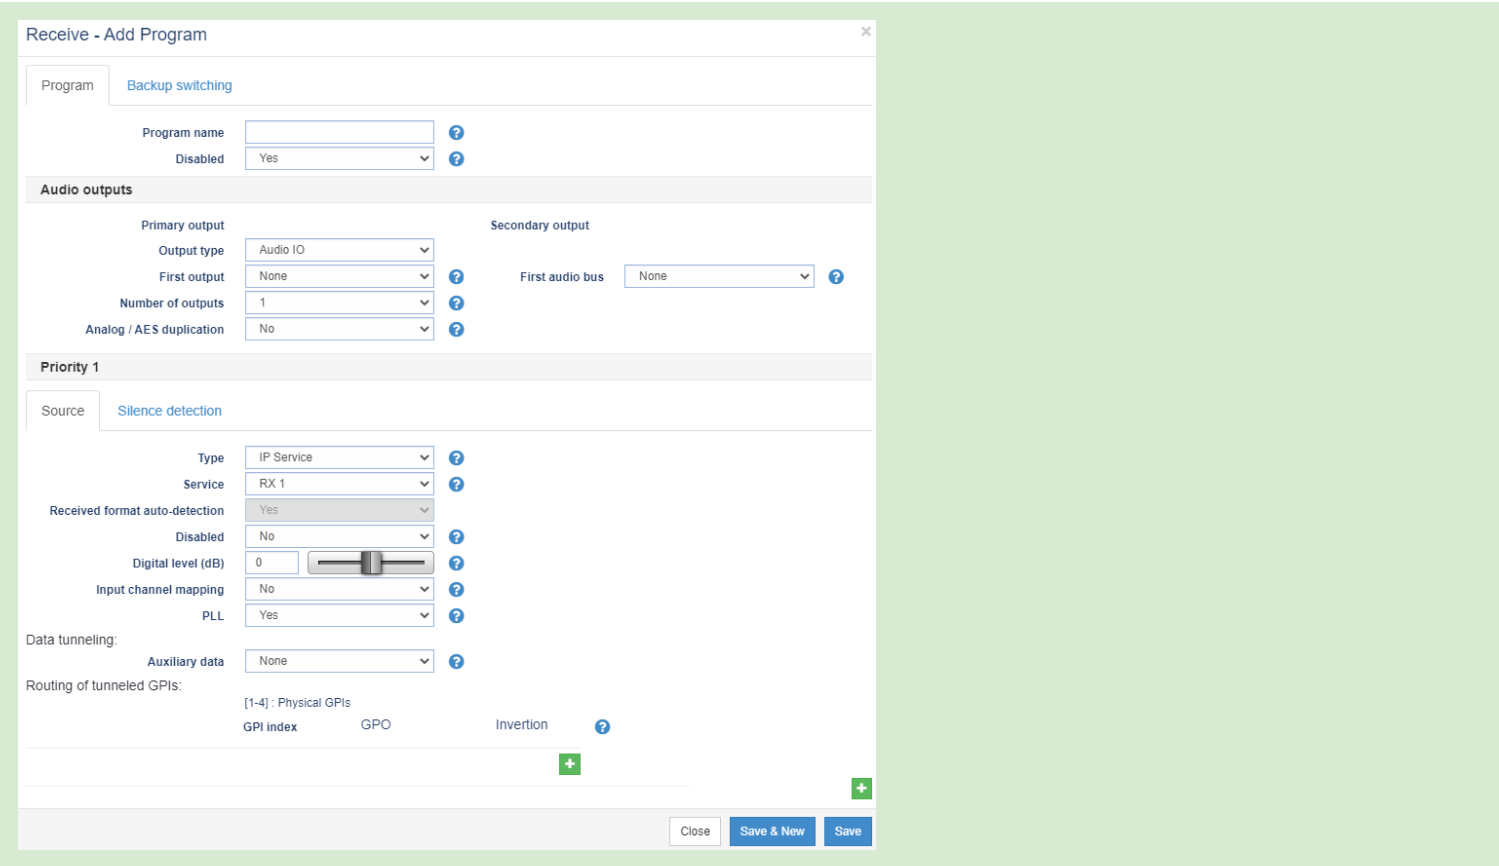 Receive - Add Program ×
Program Backup switching
Program name ?
Disabled Yes ?
Audio outputs
Primary output Secondary output
Output type Audio IO
First output None ? First audio bus None ?
Number of outputs 1 ?
Analog / AES duplication No ?
Priority 1
Source Silence detection
Type IP Service ?
Service RX 1 ?
Received format auto-detection Yes
Disabled No ?
Digital level (dB) 0 ?
Input channel mapping No ?
PLL Yes ?
Data tunneling:
Auxiliary data None ?
Routing of tunneled GPIs:
[1-4] : Physical GPIs
GPI index GPO Invertion ?
+
+
Close Save & New Save